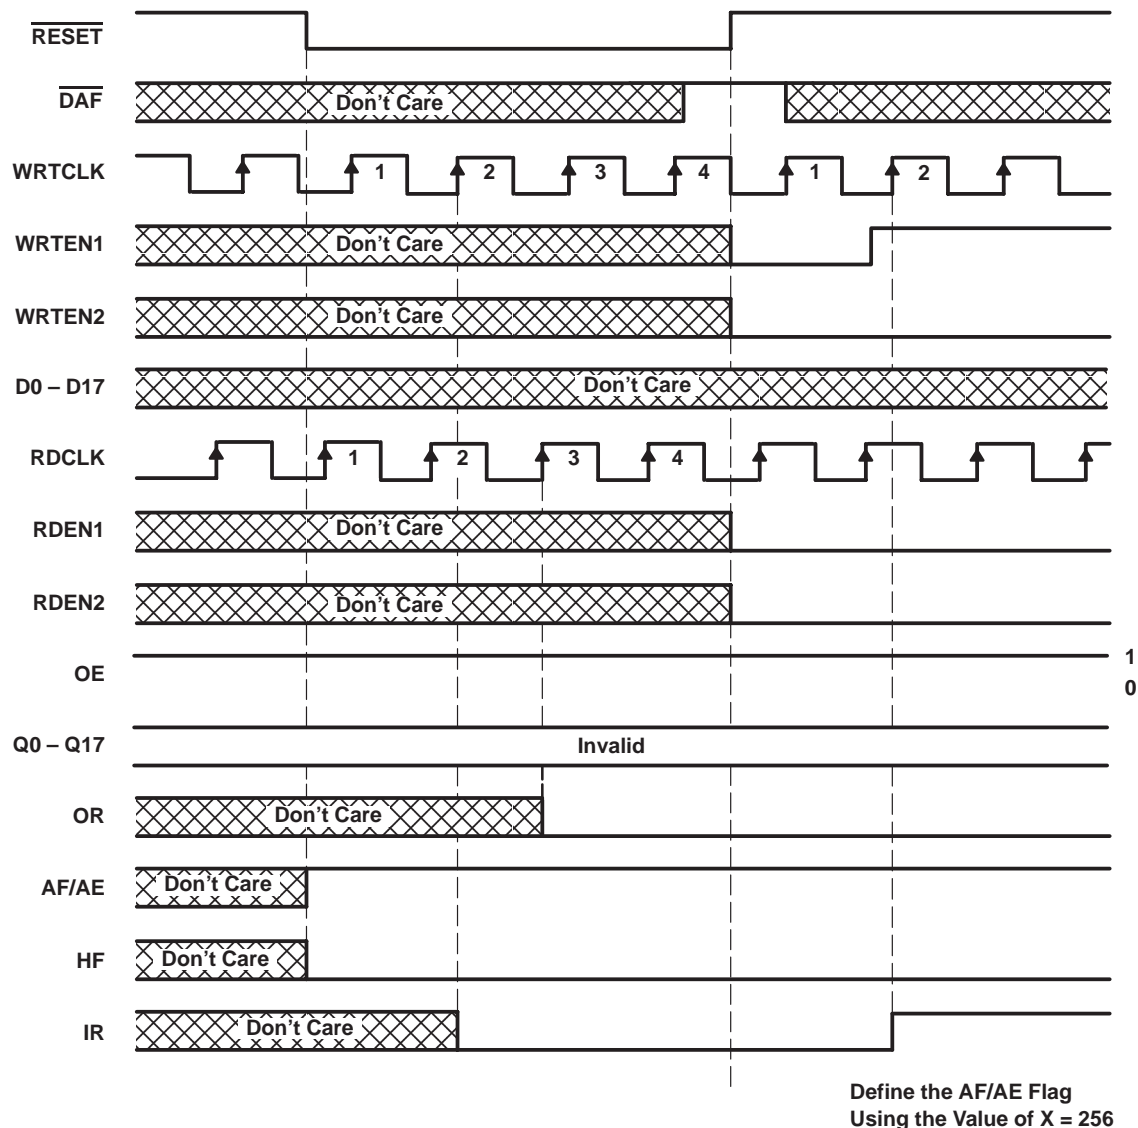 RESET
DAF
Don't Care
WRTCLK
1 2 3 4 1 2
WRTEN1
Don't Care
WRTEN2
Don't Care
D0 – D17
Don't Care
RDCLK
1 2 3 4
RDEN1
Don't Care
RDEN2
Don't Care
OE
1
0
Q0 – Q17
Invalid
OR
Don't Care
AF/AE
Don't Care
HF
Don't Care
IR
Don't Care
Define the AF/AE Flag
Using the Value of X = 256